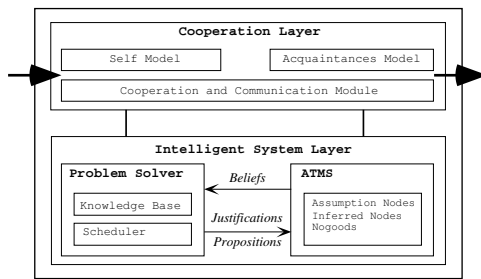 Cooperation Layer
Self Model
Acquaintances Model
Cooperation and Communication Module
Intelligent System Layer
Problem Solver
Knowledge Base
Scheduler
Beliefs
Justifications
Propositions
ATMS
Assumption Nodes
Inferred Nodes
Nogoods